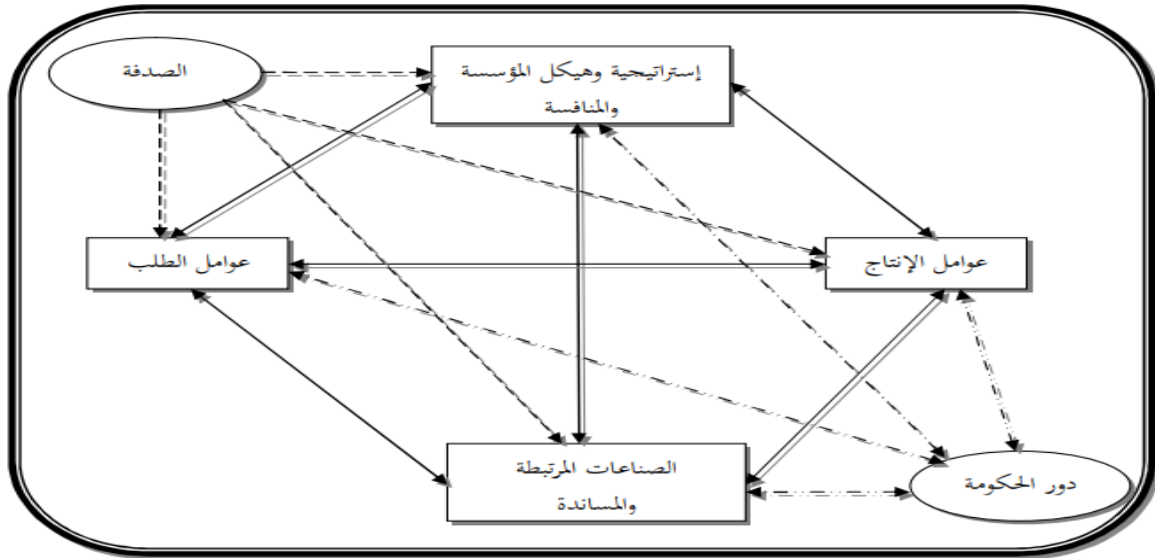 الصدفة
إستراتيجية وهيكل المؤسسة
والمنافسة
عوامل الإنتاج
عوامل الطلب
الصناعات المرتبطة
والمساندة
دور الحكومة